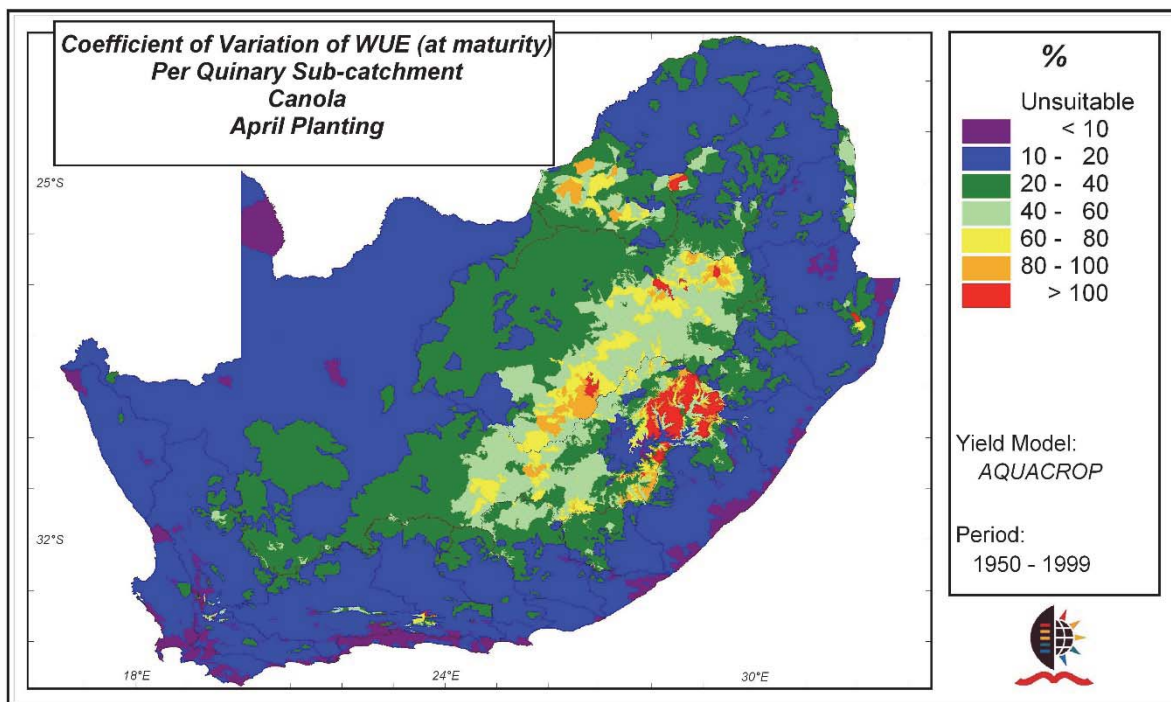 Coefficient of Variation of WUE (at maturity)
Per Quinary Sub-catchment
Canola
April Planting
%
Unsuitable
< 10
10 - 20
20 - 40
40 - 60
60 - 80
80 - 100
> 100
Yield Model:
AQUACROP
Period:
1950 - 1999
25°S
32°S
18°E
24°E
30°E